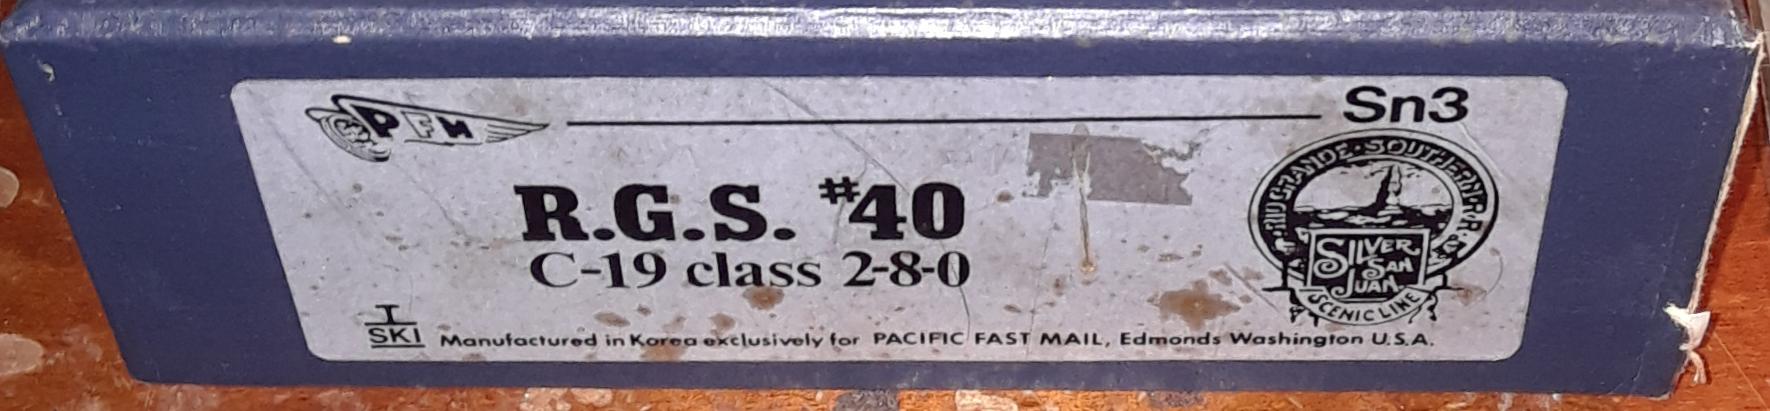 PFM
Sn3
R.G.S. #40
C-19 class 2-8-0
RIO GRANDE · SOUTHERN R.R.
SILVER
SAN
JUAN
SCENIC LINE
I
SKI
Manufactured in Korea exclusively for PACIFIC FAST MAIL, Edmonds Washington U.S.A.